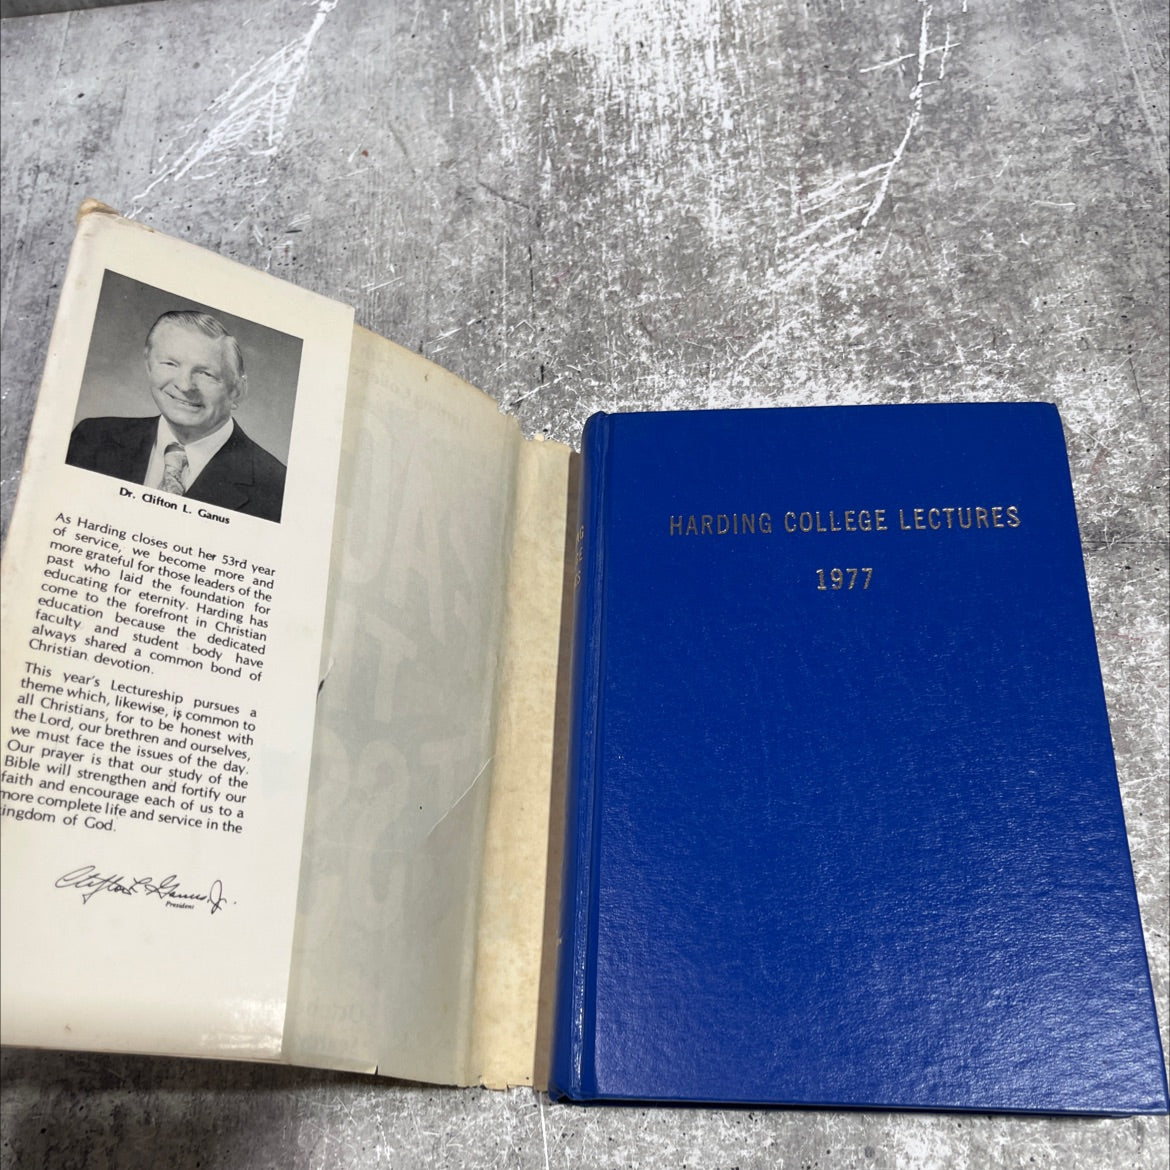 Dr. Clifton L. Ganus
As Harding closes out her 53rd year
of service, we become more and
more grateful for those leaders of the
past who laid the foundation for
educating for eternity. Harding has
come to the forefront in Christian
education because the dedicated
faculty and student body have
always shared a common bond of
Christian devotion.
This year's Lectureship pursues a
theme which, likewise, is common to
all Christians, for to be honest with
the Lord, our brethren and ourselves,
we must face the issues of the day.
Our prayer is that our study of the
Bible will strengthen and fortify our
faith and encourage each of us to a
more complete life and service in the
kingdom of God.
Clifton L. Ganus, Jr.
President
HARDING COLLEGE LECTURES
1977